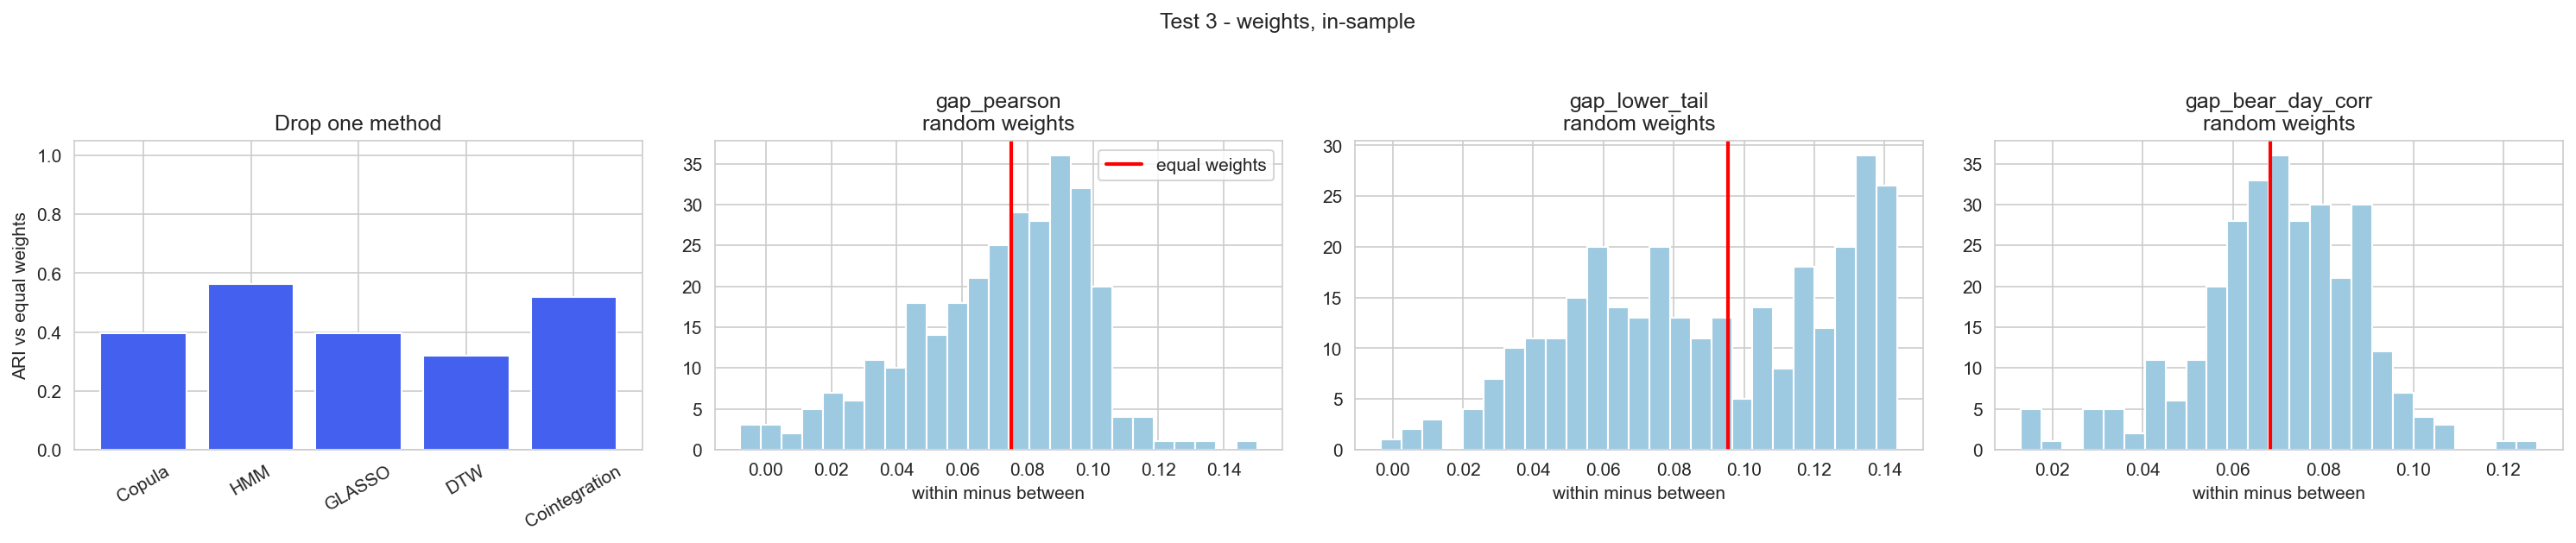 Test 3 - weights, in-sample
Drop one method
ARI vs equal weights
1.0
0.8
0.6
0.4
0.2
0.0
Copula
HMM
GLASSO
DTW
Cointegration
gap_pearson
random weights
equal weights
35
30
25
20
15
10
5
0
0.00 0.02 0.04 0.06 0.08 0.10 0.12 0.14
within minus between
gap_lower_tail
random weights
30
25
20
15
10
5
0
0.00 0.02 0.04 0.06 0.08 0.10 0.12 0.14
within minus between
gap_bear_day_corr
random weights
35
30
25
20
15
10
5
0
0.02 0.04 0.06 0.08 0.10 0.12
within minus between